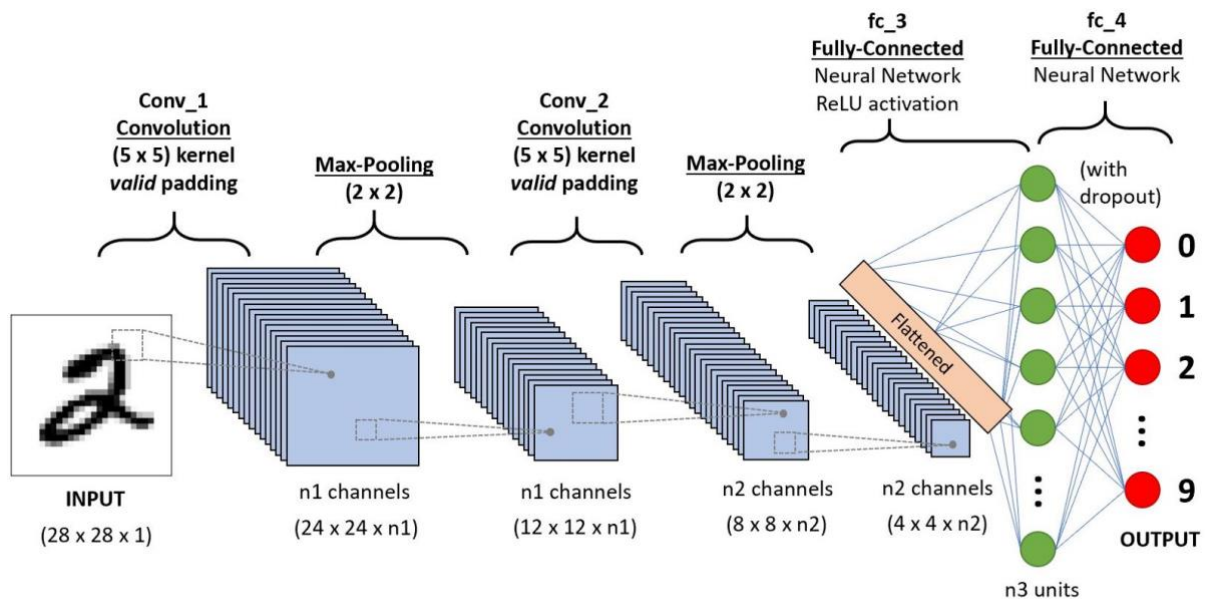 Conv_1
Convolution
(5 x 5) kernel
valid padding
Max-Pooling
(2 x 2)
Conv_2
Convolution
(5 x 5) kernel
valid padding
Max-Pooling
(2 x 2)
fc_3
Fully-Connected
Neural Network
ReLU activation
fc_4
Fully-Connected
Neural Network
(with
dropout)
Flattened
0
1
2
9
OUTPUT
2
INPUT
(28 x 28 x 1)
n1 channels
(24 x 24 x n1)
n1 channels
(12 x 12 x n1)
n2 channels
(8 x 8 x n2)
n2 channels
(4 x 4 x n2)
n3 units